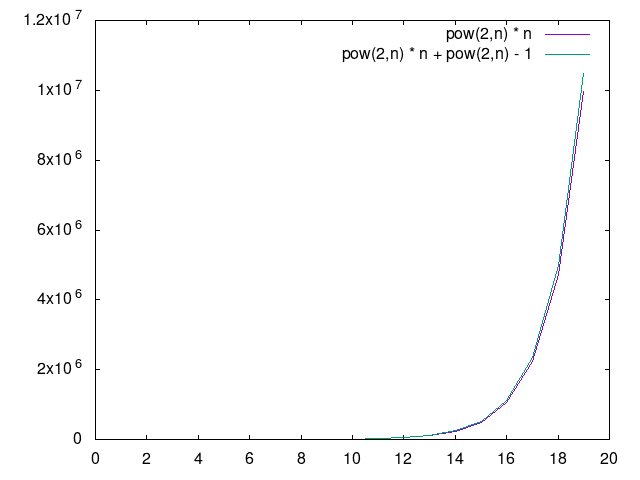 1.2x10^7
pow(2,n) * n
pow(2,n) * n + pow(2,n) - 1
1x10^7
8x10^6
6x10^6
4x10^6
2x10^6
0
0 2 4 6 8 10 12 14 16 18 20